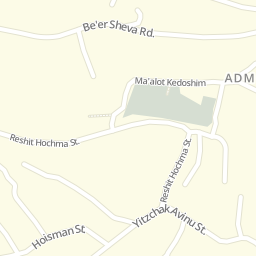 Be'er Sheva Rd.
Ma'alot Kedoshim
ADM
Reshit Hochma St.
Reshit Hochma St.
Yitzchak Avinu St.
Hoisman St